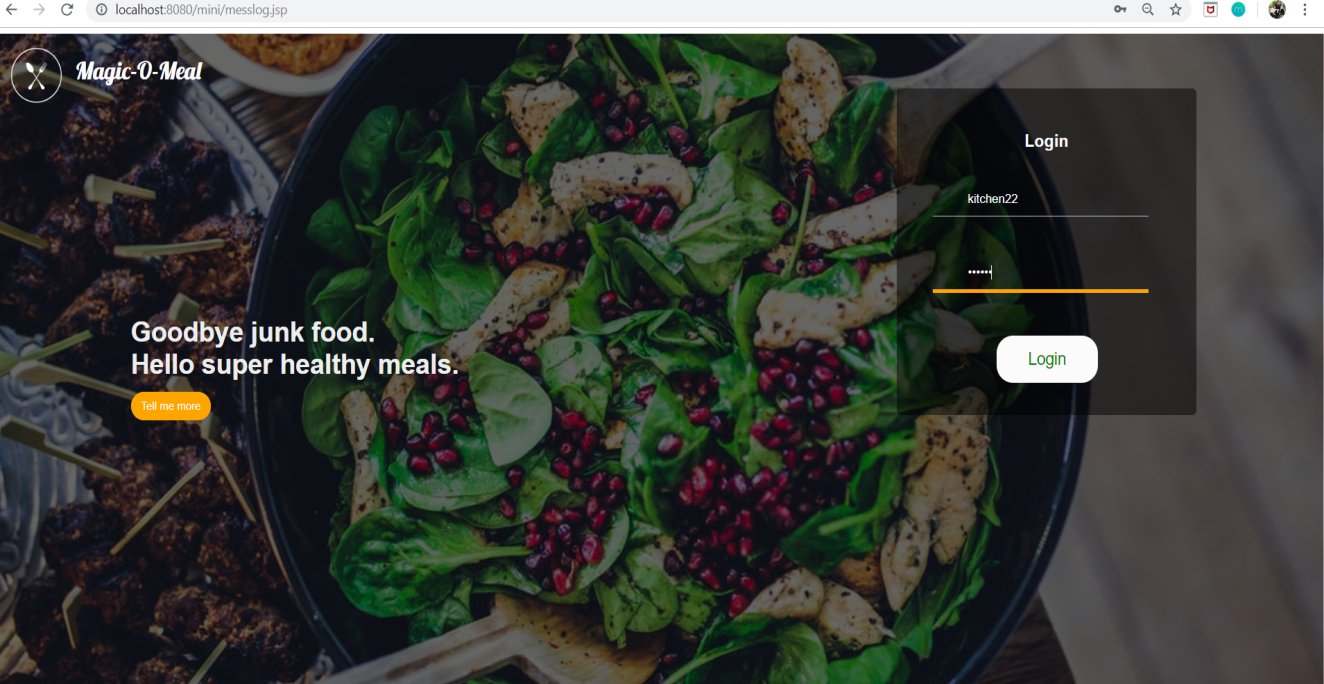 localhost:8080/mini/messlog.jsp
Magic-O-Meal
Login
kitchen22
••••••
Goodbye junk food.
Hello super healthy meals.
Login
Tell me more